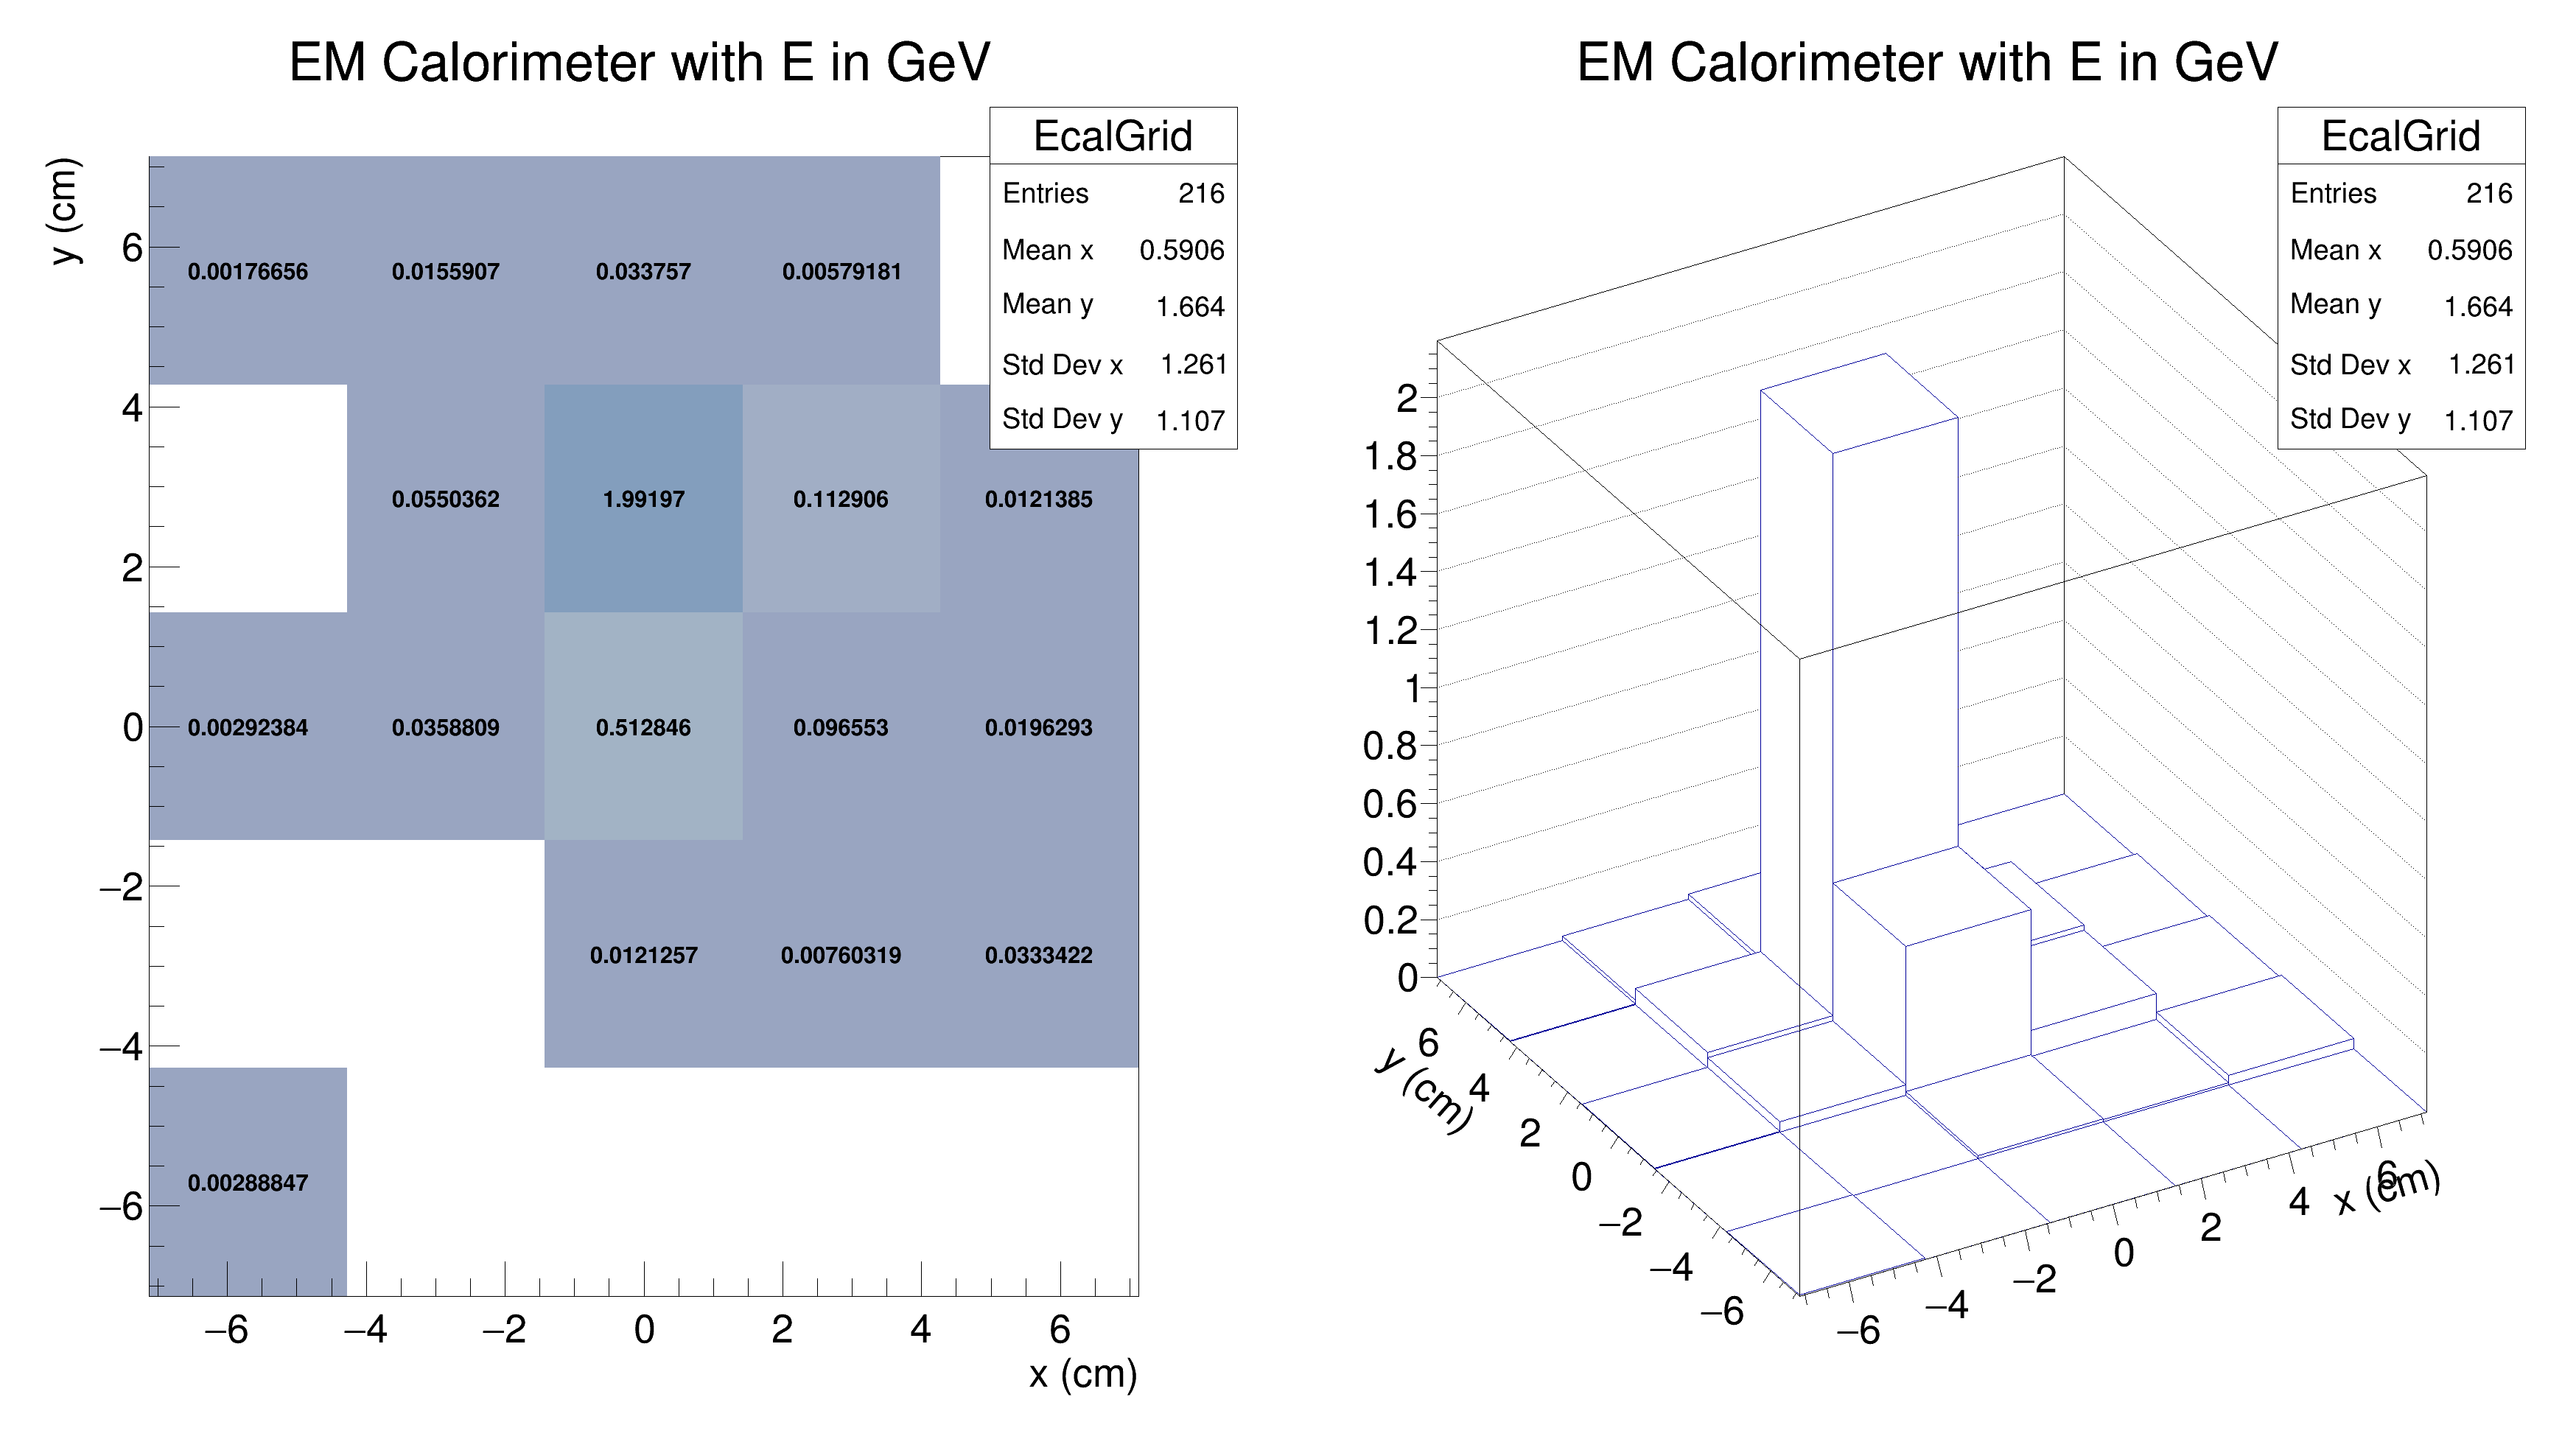 EM Calorimeter with E in GeV
EcalGrid
Entries 216
Mean x 0.5906
Mean y 1.664
Std Dev x 1.261
Std Dev y 1.107
y (cm)
6
4
2
0
−2
−4
−6
0.00176656 0.0155907 0.033757 0.00579181
0.0550362 1.99197 0.112906 0.0121385
0.00292384 0.0358809 0.512846 0.096553 0.0196293
0.0121257 0.00760319 0.0333422
0.00288847
−6 −4 −2 0 2 4 6
x (cm)
EM Calorimeter with E in GeV
EcalGrid
Entries 216
Mean x 0.5906
Mean y 1.664
Std Dev x 1.261
Std Dev y 1.107
2
1.8
1.6
1.4
1.2
1
0.8
0.6
0.4
0.2
0
y (cm)
6
4
2
0
−2
−4
−6
−6 −4 −2 0 2 4 6
x (cm)